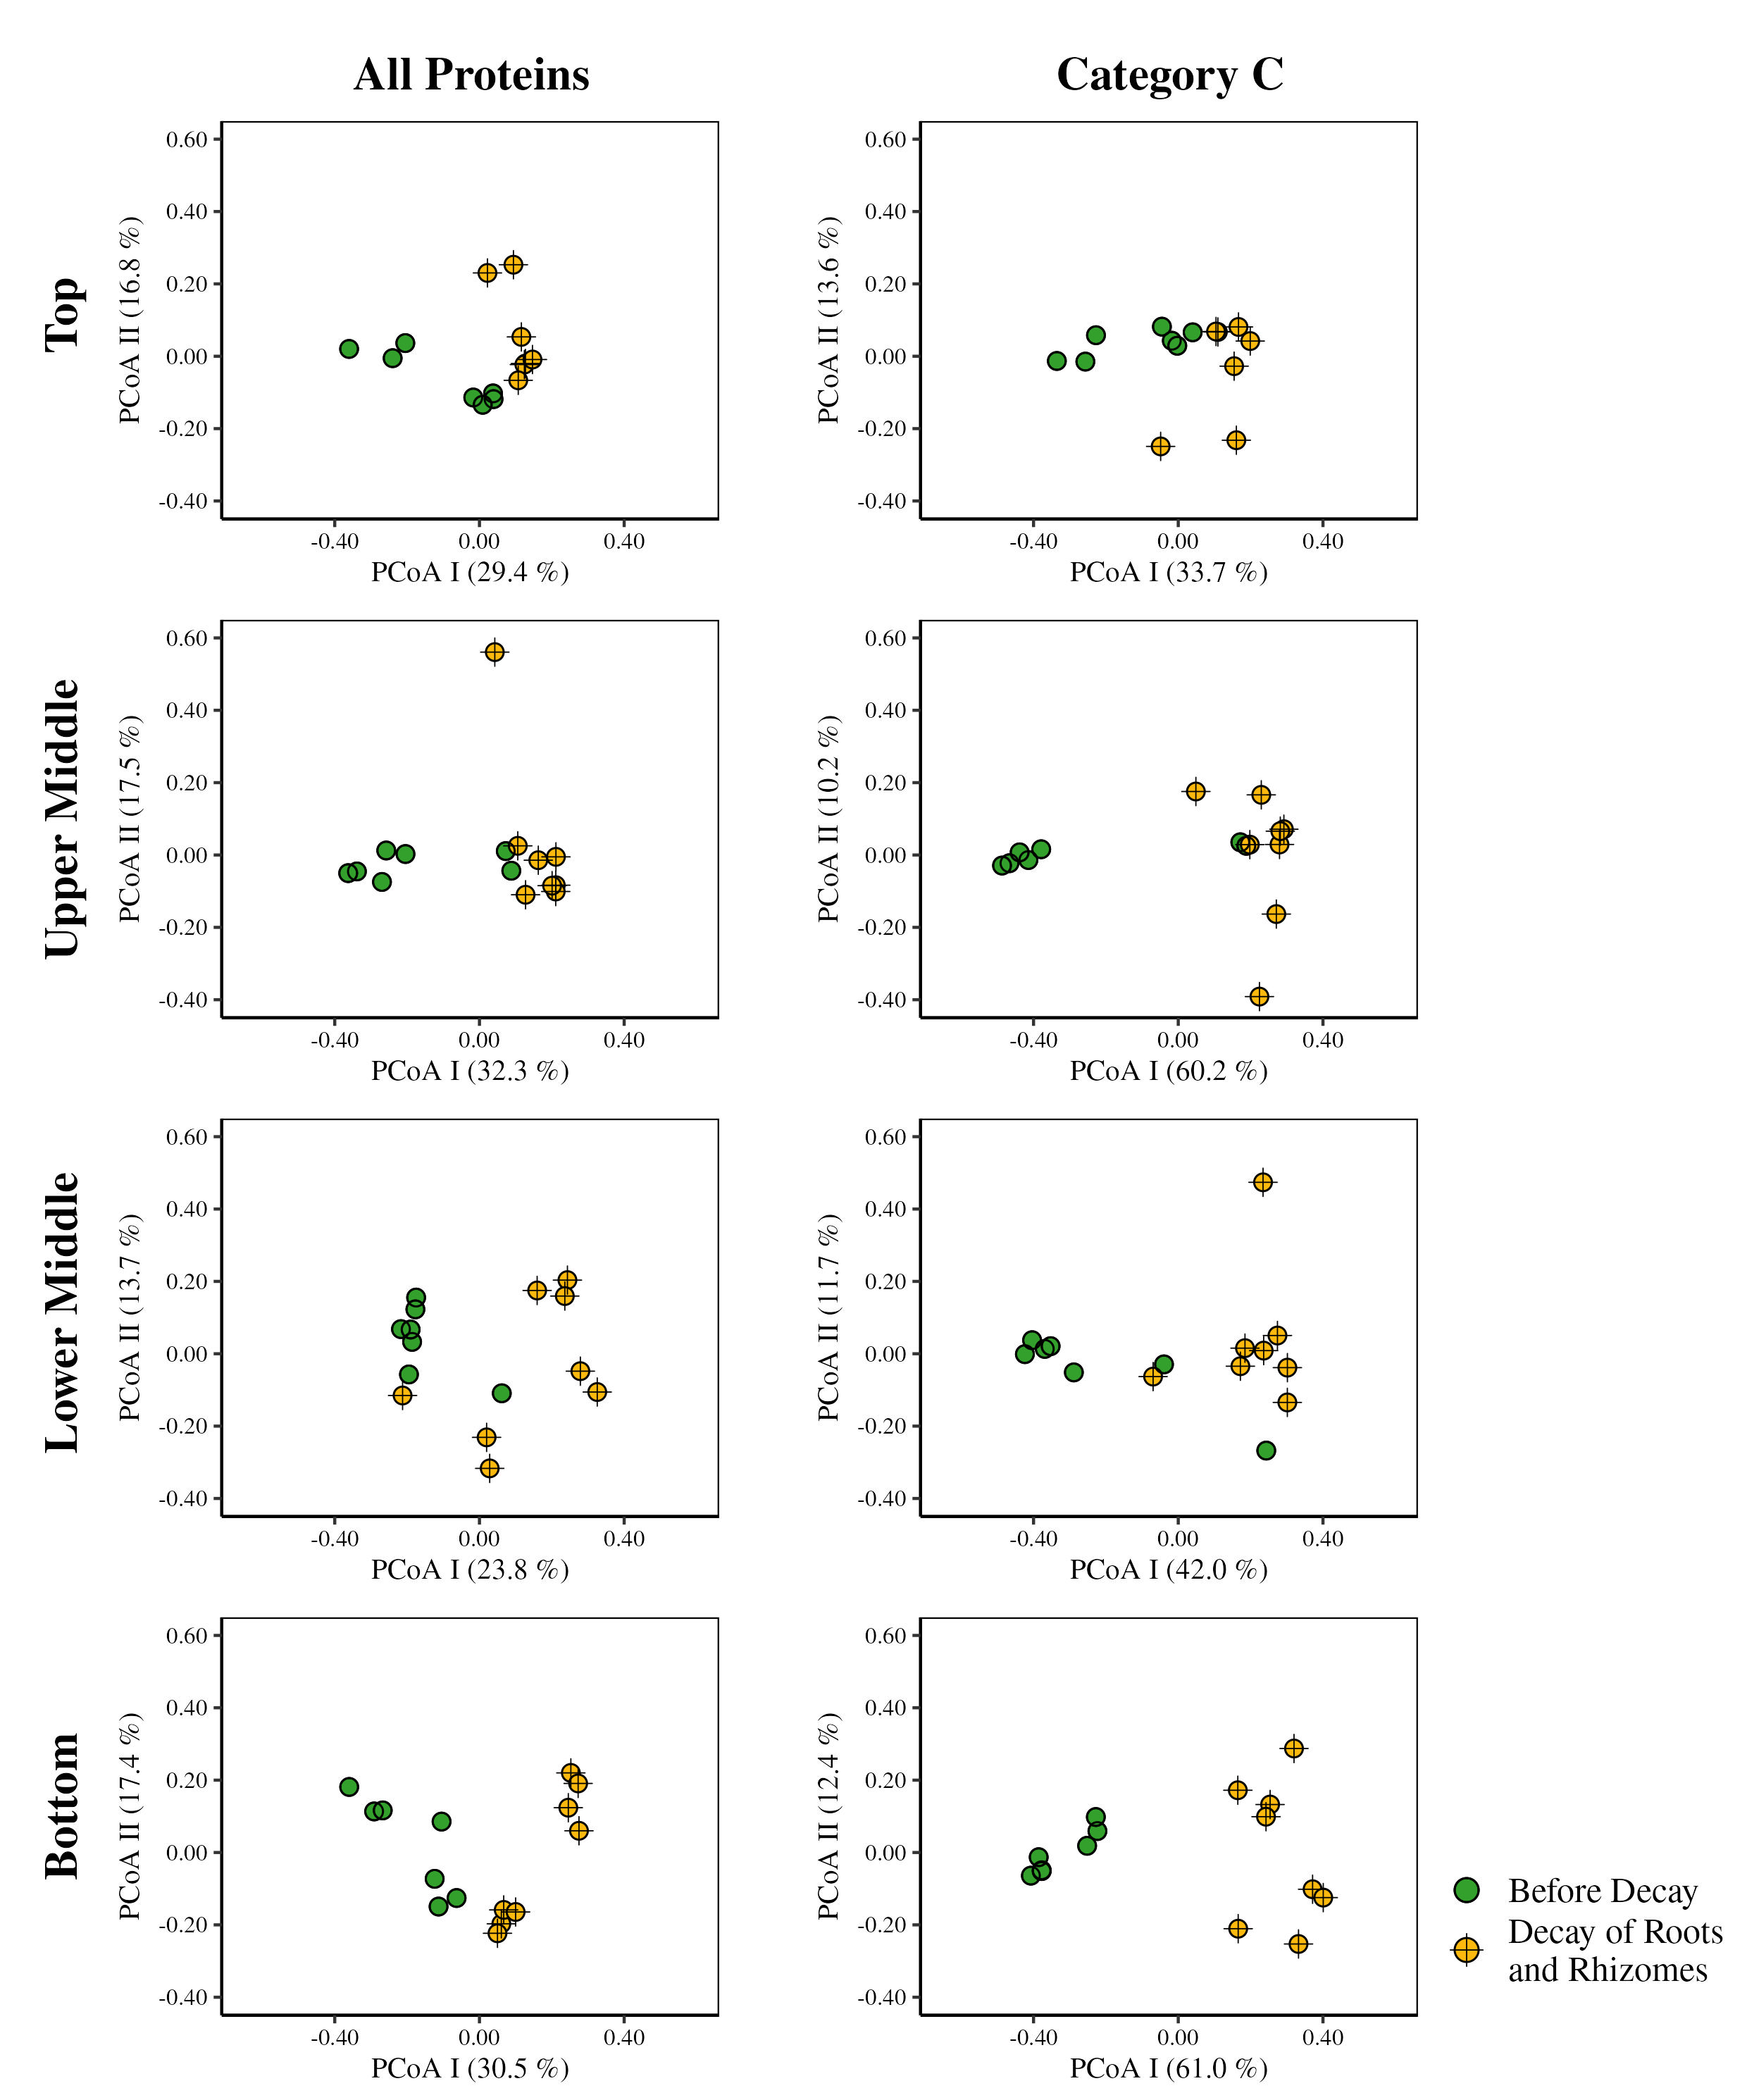 All Proteins
Category C
Top
PCoA II (16.8 %)
0.60
0.40
0.20
0.00
-0.20
-0.40
-0.40 0.00 0.40
PCoA I (29.4 %)
PCoA II (13.6 %)
0.60
0.40
0.20
0.00
-0.20
-0.40
-0.40 0.00 0.40
PCoA I (33.7 %)
Upper Middle
PCoA II (17.5 %)
0.60
0.40
0.20
0.00
-0.20
-0.40
-0.40 0.00 0.40
PCoA I (32.3 %)
PCoA II (10.2 %)
0.60
0.40
0.20
0.00
-0.20
-0.40
-0.40 0.00 0.40
PCoA I (60.2 %)
Lower Middle
PCoA II (13.7 %)
0.60
0.40
0.20
0.00
-0.20
-0.40
-0.40 0.00 0.40
PCoA I (23.8 %)
PCoA II (11.7 %)
0.60
0.40
0.20
0.00
-0.20
-0.40
-0.40 0.00 0.40
PCoA I (42.0 %)
Bottom
PCoA II (17.4 %)
0.60
0.40
0.20
0.00
-0.20
-0.40
-0.40 0.00 0.40
PCoA I (30.5 %)
PCoA II (12.4 %)
0.60
0.40
0.20
0.00
-0.20
-0.40
-0.40 0.00 0.40
PCoA I (61.0 %)
Before Decay
Decay of Roots
and Rhizomes